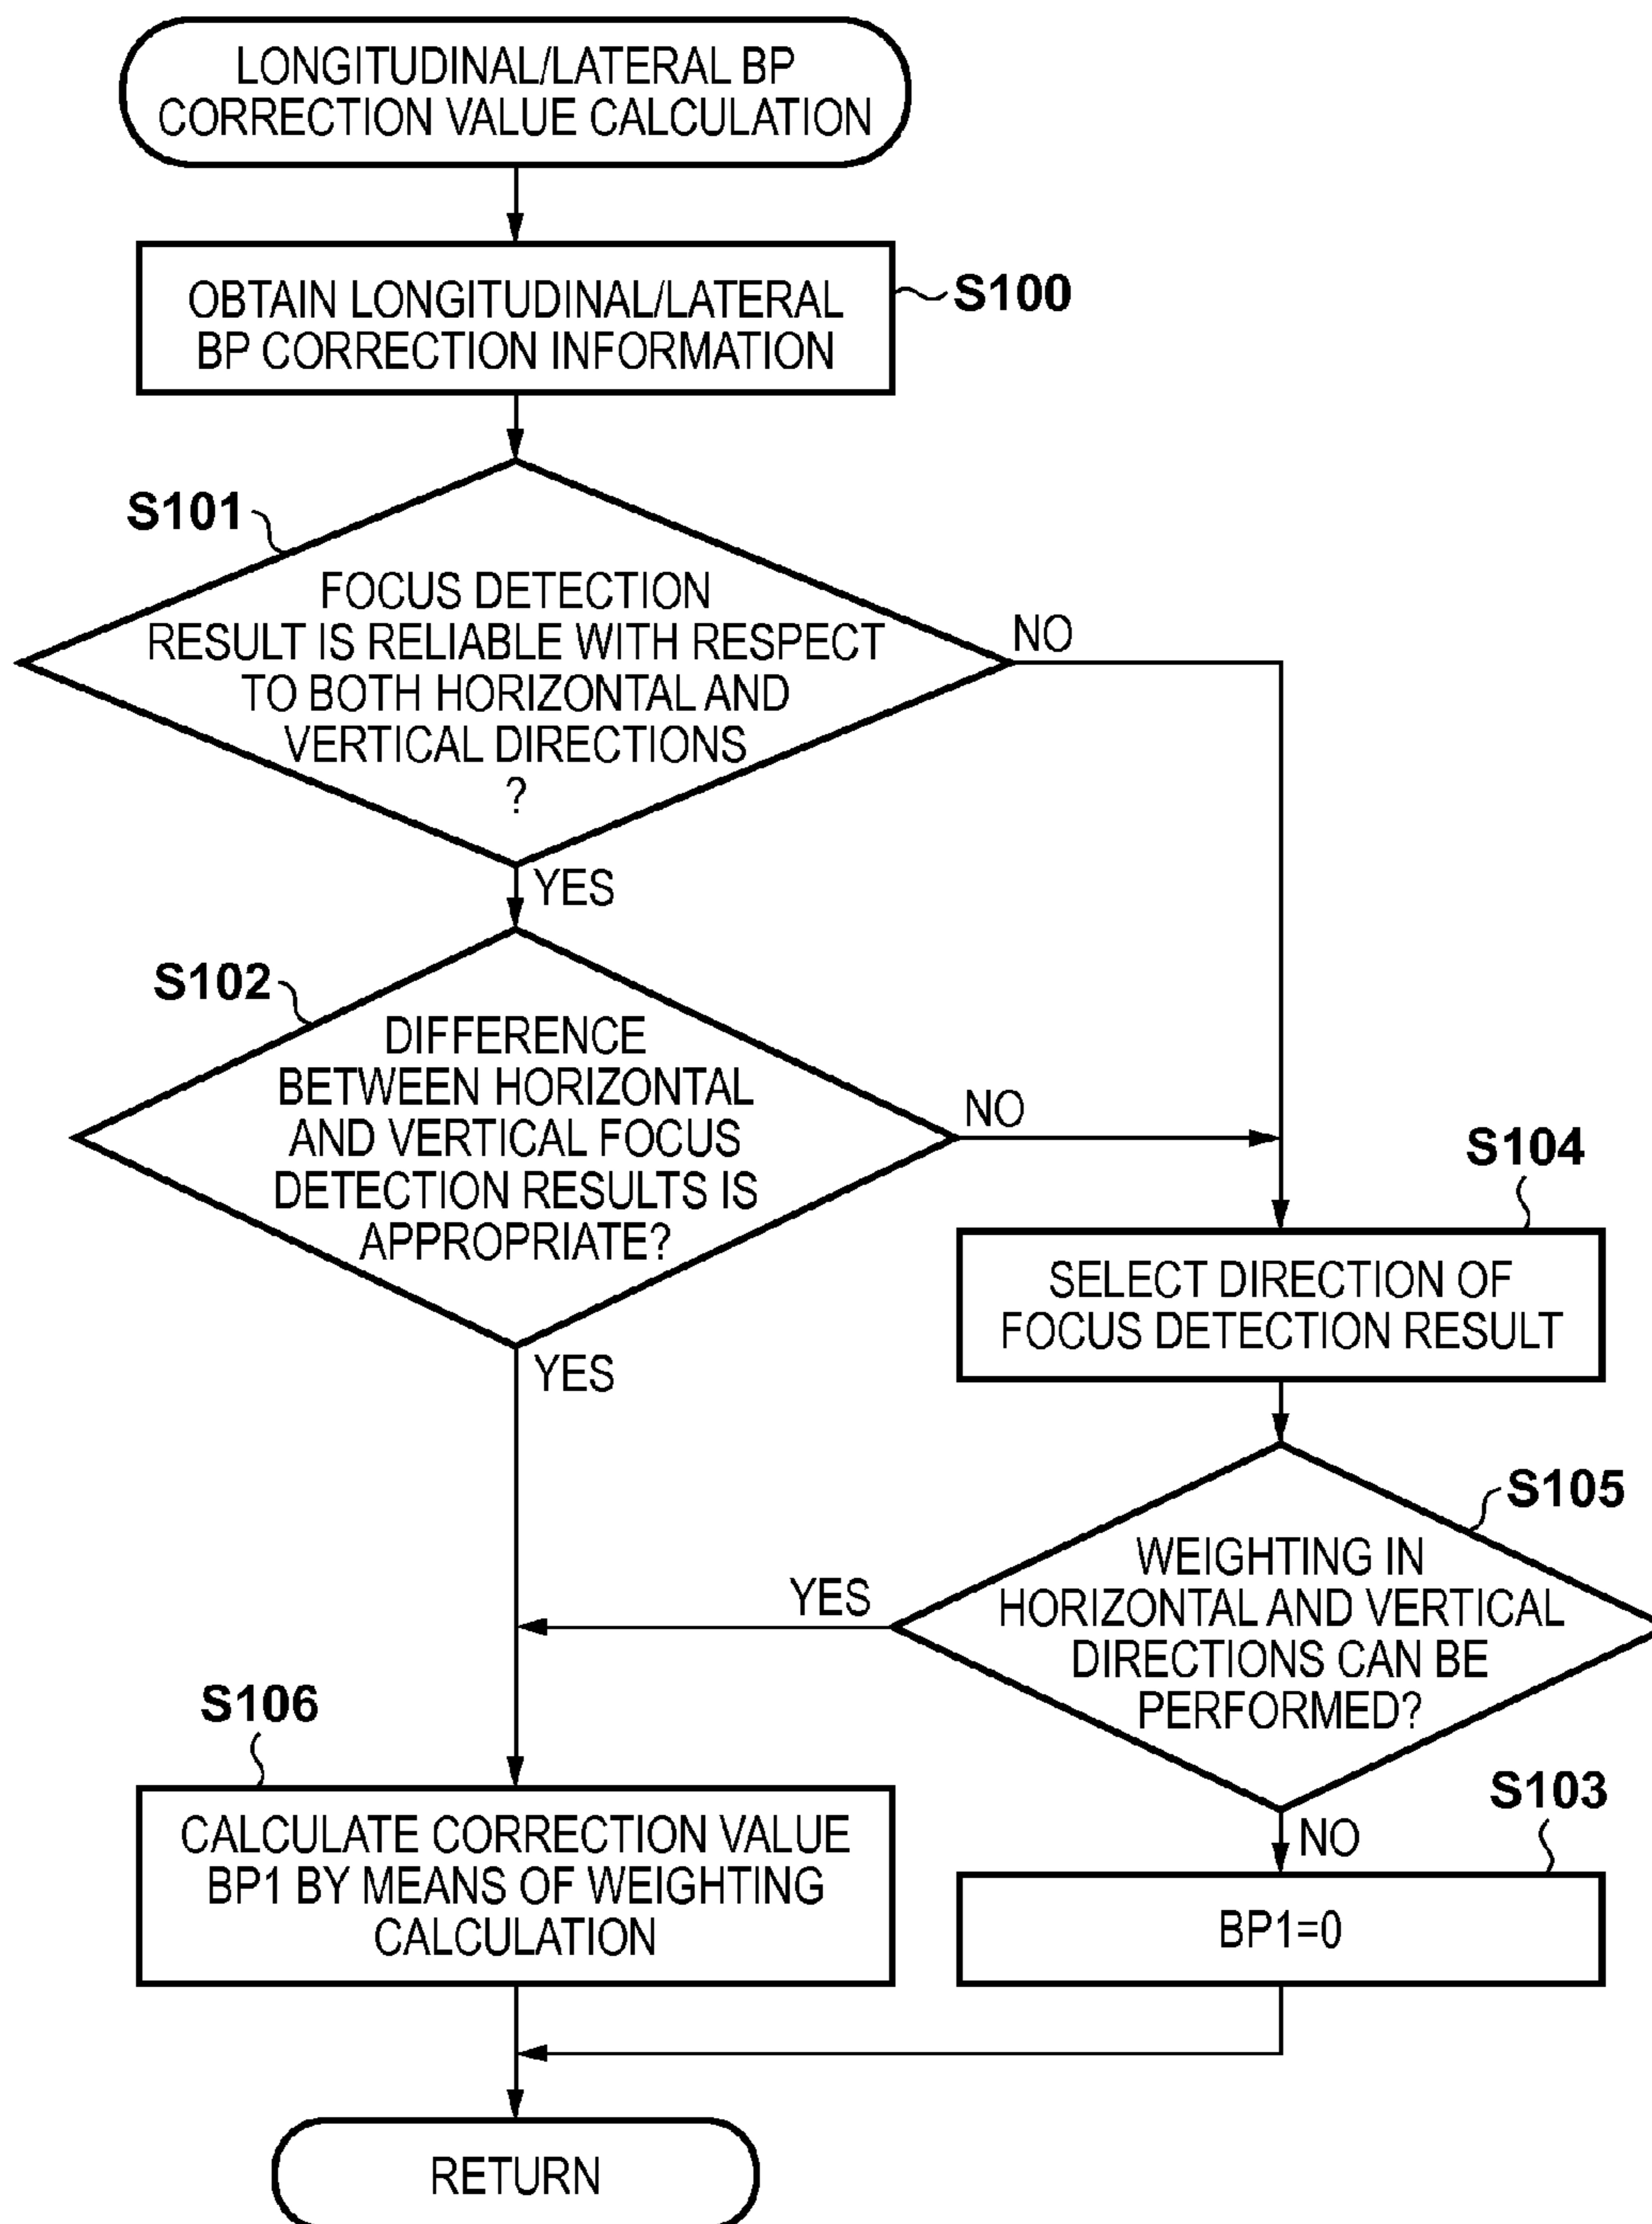 LONGITUDINAL/LATERAL BP
CORRECTION VALUE CALCULATION
OBTAIN LONGITUDINAL/LATERAL
BP CORRECTION INFORMATION
S100
S101
FOCUS DETECTION
RESULT IS RELIABLE WITH RESPECT
TO BOTH HORIZONTAL AND
VERTICAL DIRECTIONS
?
NO
YES
S102
DIFFERENCE
BETWEEN HORIZONTAL
AND VERTICAL FOCUS
DETECTION RESULTS IS
APPROPRIATE?
NO
YES
S104
SELECT DIRECTION OF
FOCUS DETECTION RESULT
S105
WEIGHTING IN
HORIZONTAL AND VERTICAL
DIRECTIONS CAN BE
PERFORMED?
YES
NO
S106
CALCULATE CORRECTION VALUE
BP1 BY MEANS OF WEIGHTING
CALCULATION
S103
BP1=0
RETURN